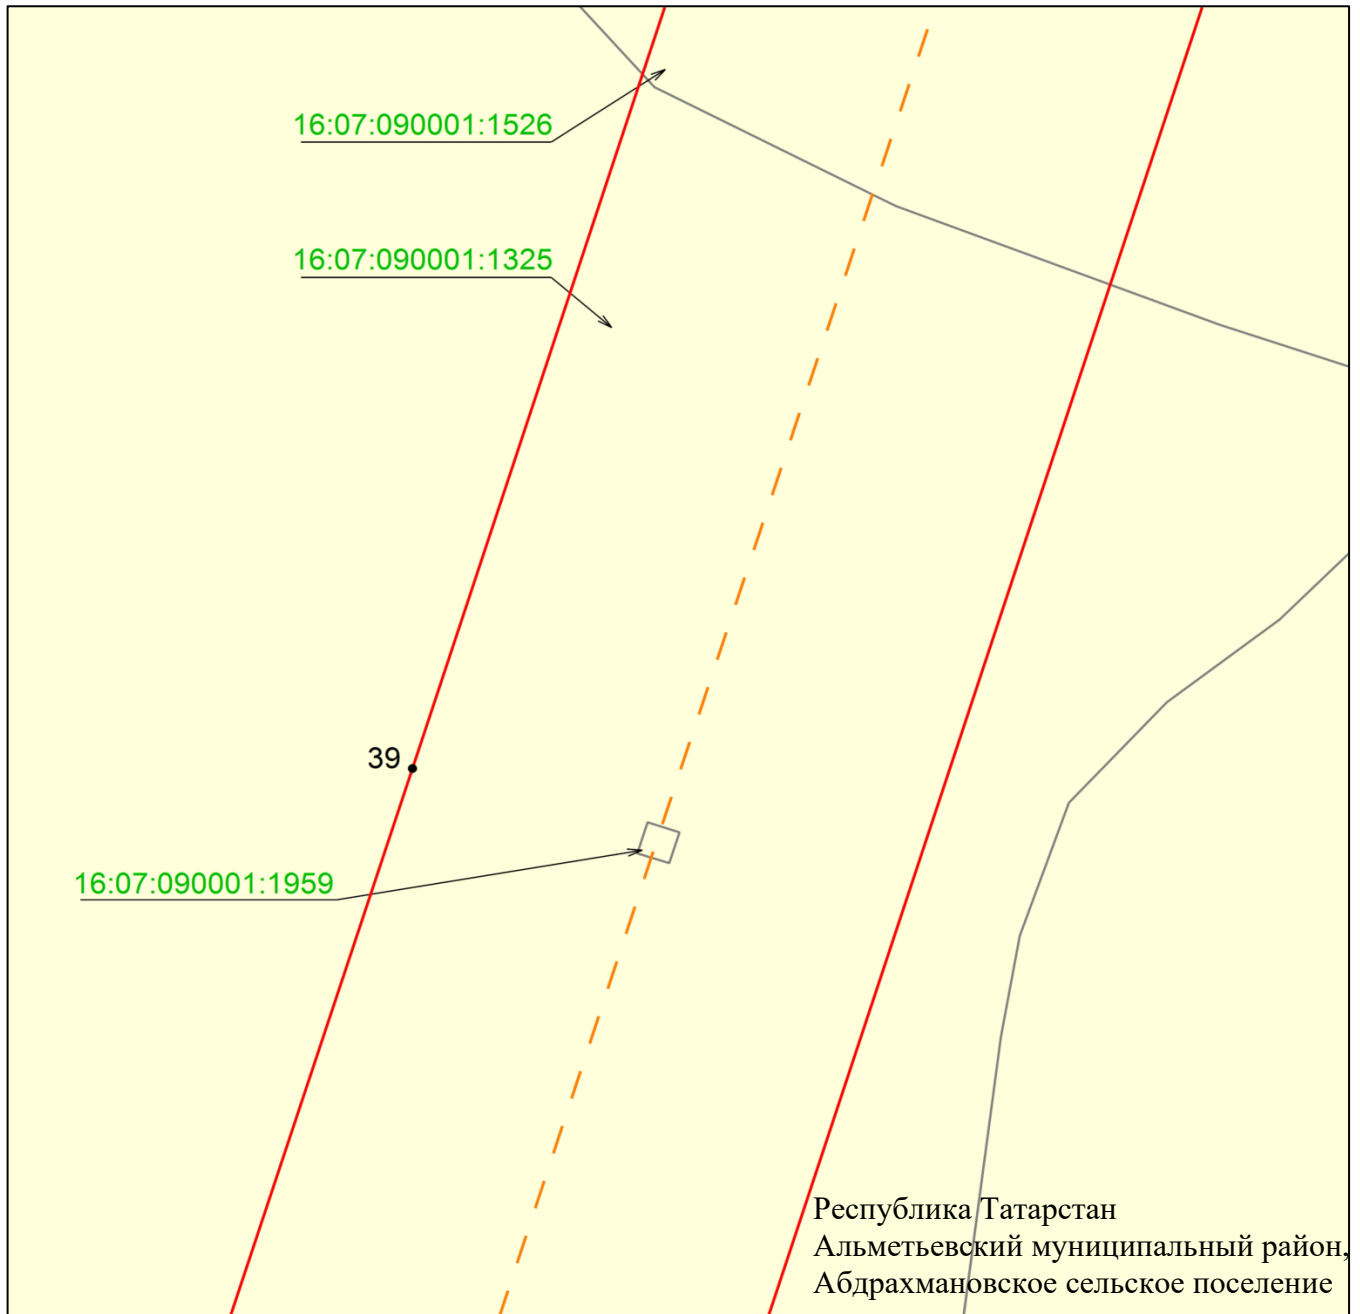 16:07:090001:1526
16:07:090001:1325
39
16:07:090001:1959
Республика Татарстан
Альметьевский муниципальный район,
Абдрахмановское сельское поселение